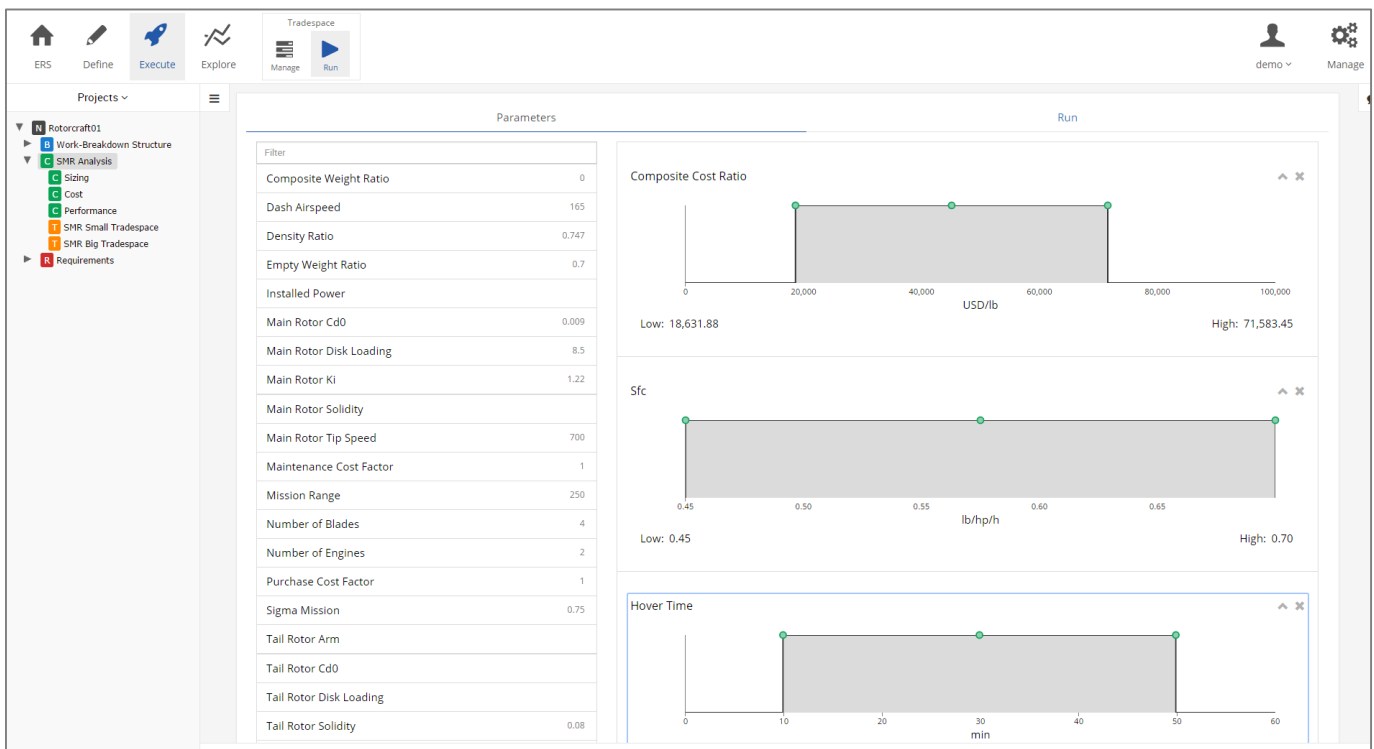 Tradespace
ERS Define Execute Explore Manage Run demo Manage
Projects
N Rotorcraft01
B Work-Breakdown Structure
C SMR Analysis
C Sizing
C Cost
C Performance
T SMR Small Tradespace
T SMR Big Tradespace
R Requirements
Parameters Run
Filter
Composite Weight Ratio 0
Dash Airspeed 165
Density Ratio 0.747
Empty Weight Ratio 0.7
Installed Power
Main Rotor Cd0 0.009
Main Rotor Disk Loading 8.5
Main Rotor Ki 1.22
Main Rotor Solidity
Main Rotor Tip Speed 700
Maintenance Cost Factor 1
Mission Range 250
Number of Blades 4
Number of Engines 2
Purchase Cost Factor 1
Sigma Mission 0.75
Tail Rotor Arm
Tail Rotor Cd0
Tail Rotor Disk Loading
Tail Rotor Solidity 0.08
Composite Cost Ratio
0 20,000 40,000 60,000 80,000 100,000
USD/lb
Low: 18,631.88 High: 71,583.45
Sfc
0.45 0.50 0.55 0.60 0.65
lb/hp/h
Low: 0.45 High: 0.70
Hover Time
0 10 20 30 40 50 60
min